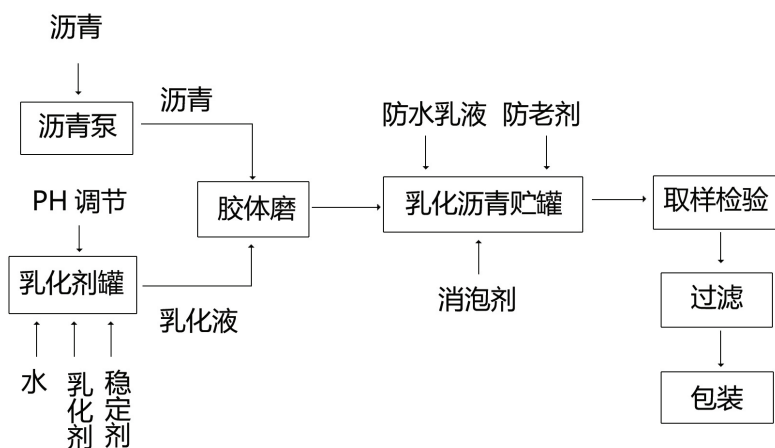 沥青
沥青泵
沥青
防水乳液
防老剂
PH 调节
胶体磨
乳化沥青贮罐
取样检验
乳化剂罐
乳化液
消泡剂
过滤
水
乳化剂
稳定剂
包装